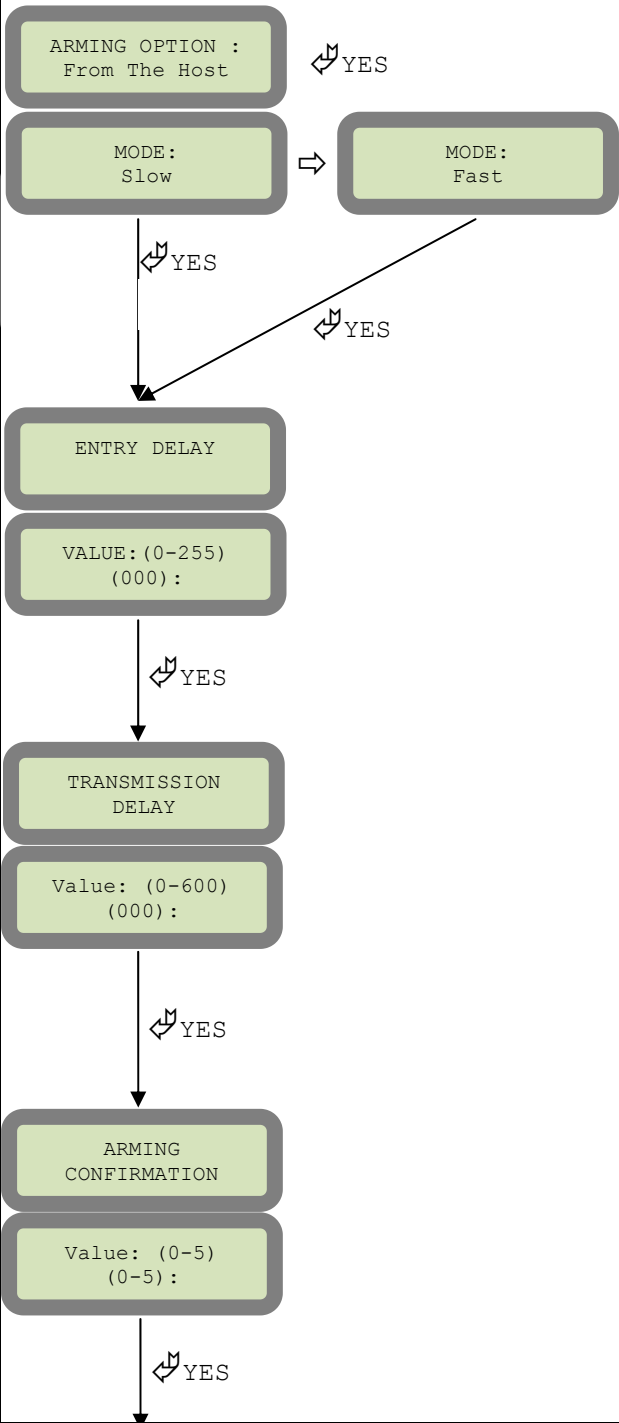 ARMING OPTION :
From The Host
YES
MODE:
Slow
MODE:
Fast
YES
YES
ENTRY DELAY
VALUE:(0-255)
(000):
YES
TRANSMISSION
DELAY
Value: (0-600)
(000):
YES
ARMING
CONFIRMATION
Value: (0-5)
(0-5):
YES